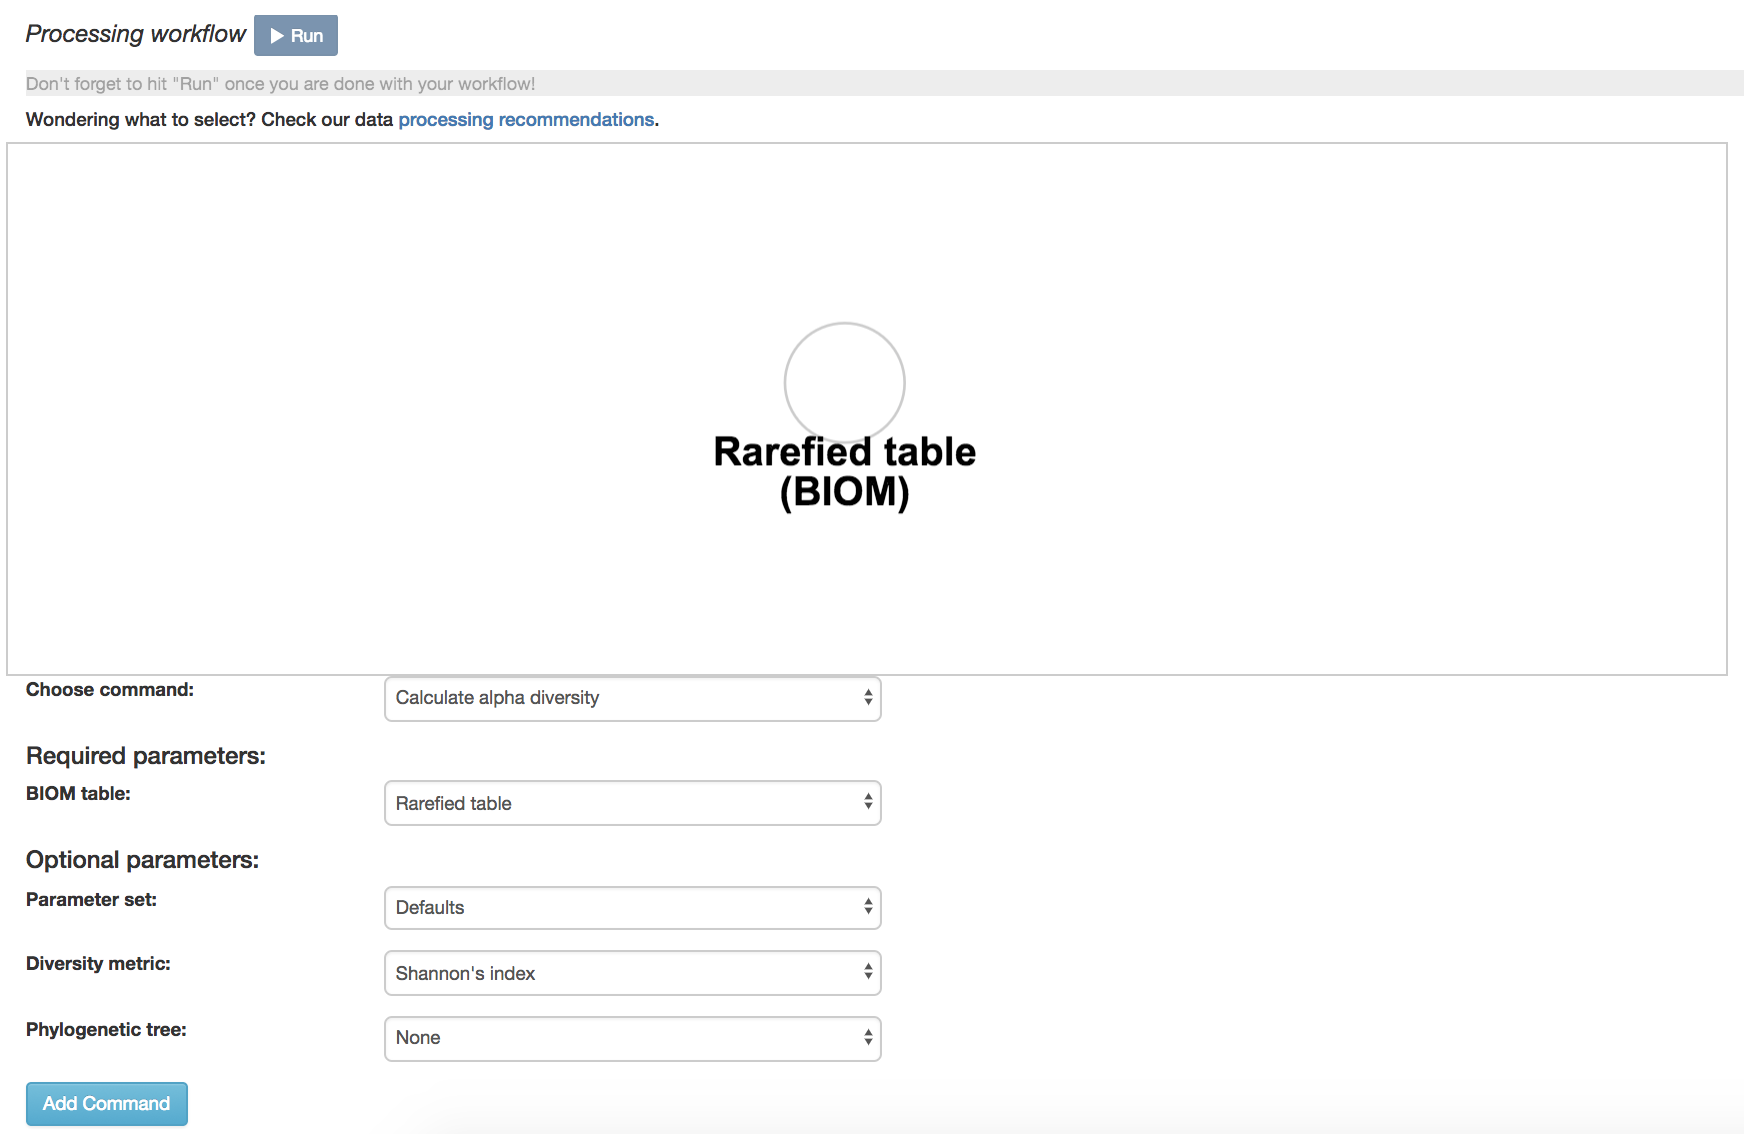 Processing workflow
Run
Don't forget to hit "Run" once you are done with your workflow!
Wondering what to select? Check our data processing recommendations.
Rarefied table
(BIOM)
Choose command:
Calculate alpha diversity
Required parameters:
BIOM table:
Rarefied table
Optional parameters:
Parameter set:
Defaults
Diversity metric:
Shannon's index
Phylogenetic tree:
None
Add Command